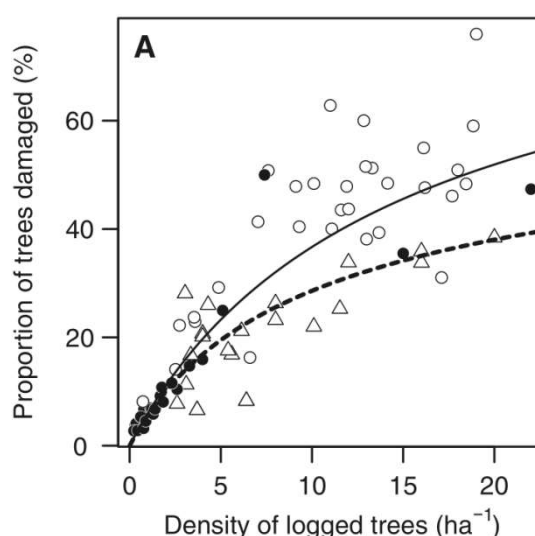 A
Proportion of trees damaged (%)
60
40
20
0
0 5 10 15 20
Density of logged trees (ha⁻¹)